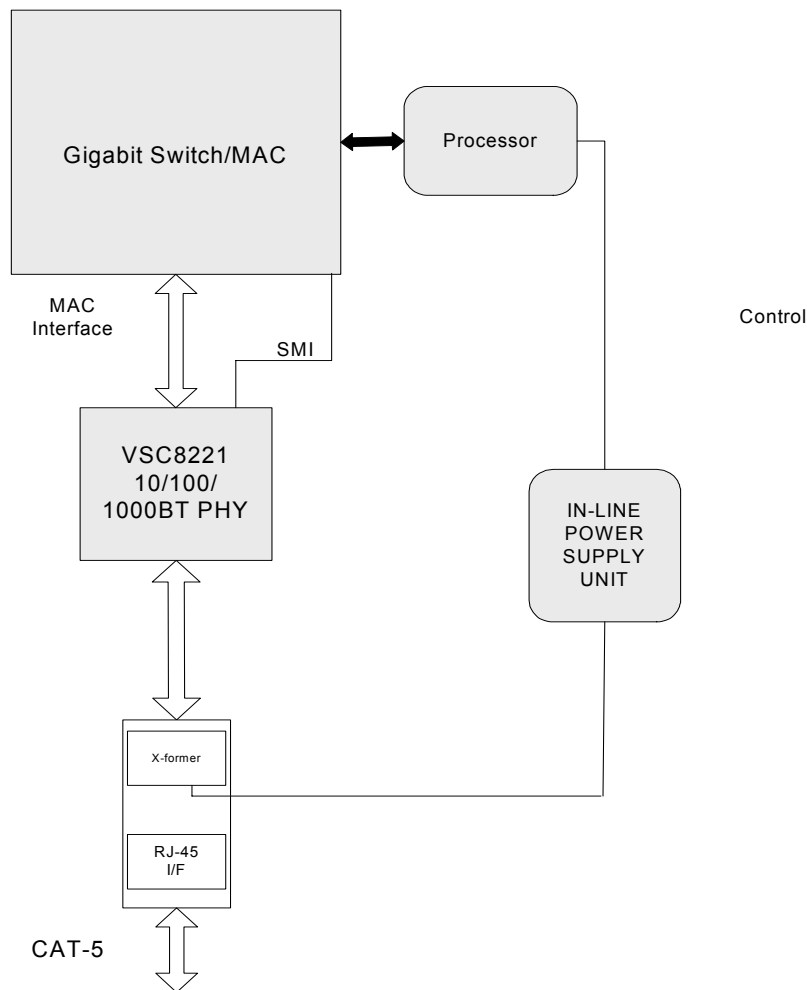 Gigabit Switch/MAC
Processor
MAC
Interface
SMI
Control
VSC8221
10/100/
1000BT PHY
IN-LINE
POWER
SUPPLY
UNIT
X-former
RJ-45
I/F
CAT-5